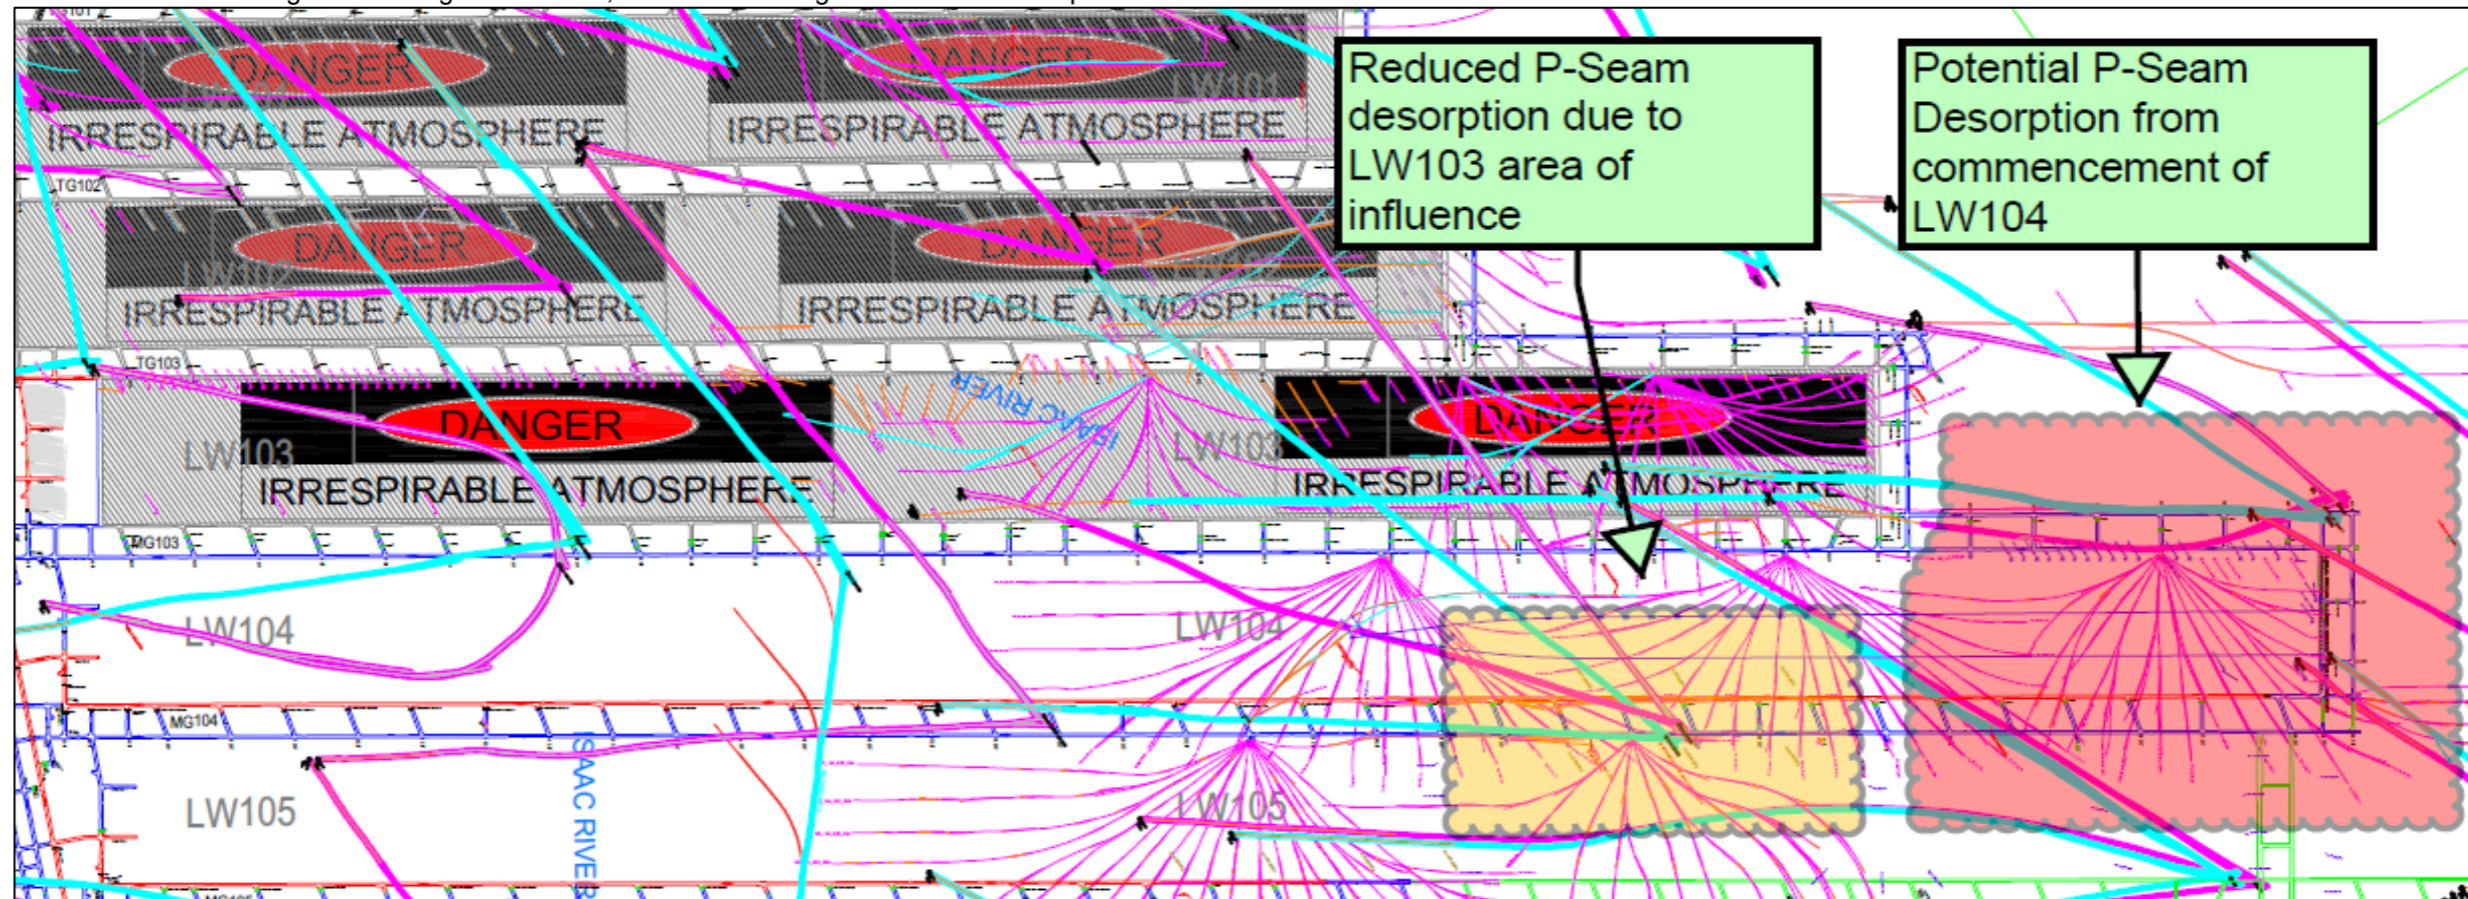 DANGER
DANGER
LW101
IRRESPIRABLE ATMOSPHERE
IRRESPIRABLE ATMOSPHERE
Reduced P-Seam
desorption due to
LW103 area of
influence
Potential P-Seam
Desorption from
commencement of
LW104
TG102
DANGER
DANGER
LW102
IRRESPIRABLE ATMOSPHERE
IRRESPIRABLE ATMOSPHERE
TG103
ISAAC RIVER
DANGER
DANGER
LW103
LW103
IRRESPIRABLE ATMOSPHERE
IRRESPIRABLE ATMOSPHERE
MG103
LW104
LW104
MG104
ISAAC RIVER
LW105
LW105